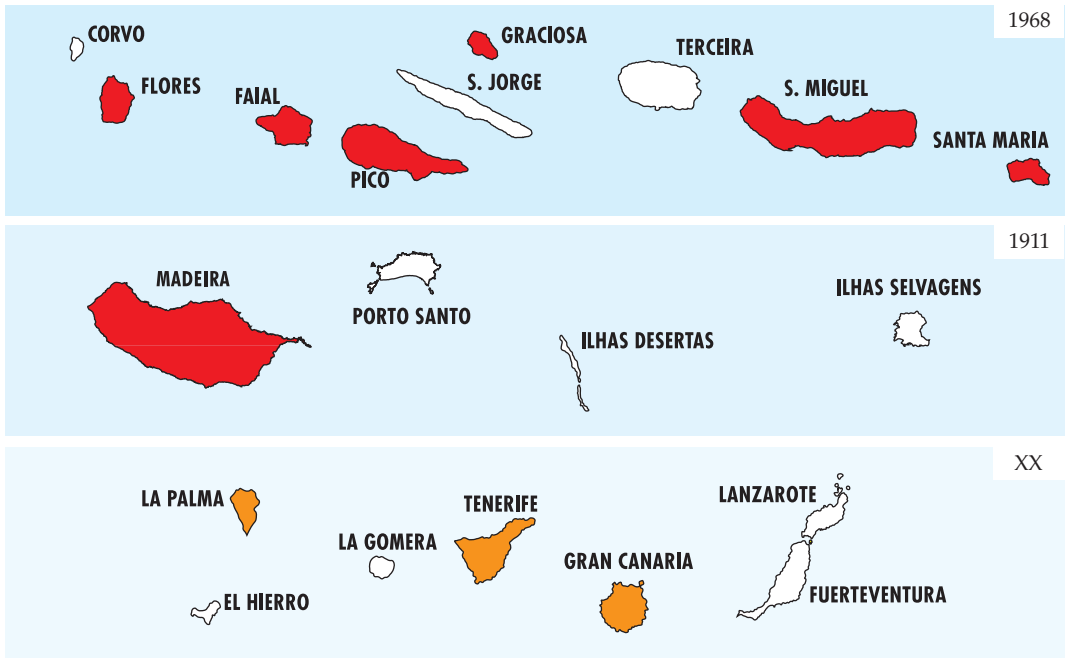 1968
CORVO
GRACIOSA
TERCEIRA
FLORES
FAIAL
S. JORGE
S. MIGUEL
SANTA MARIA
PICO
1911
MADEIRA
PORTO SANTO
ILHAS SELVAGENS
ILHAS DESERTAS
XX
LA PALMA
TENERIFE
LANZAROTE
LA GOMERA
GRAN CANARIA
EL HIERRO
FUERTEVENTURA